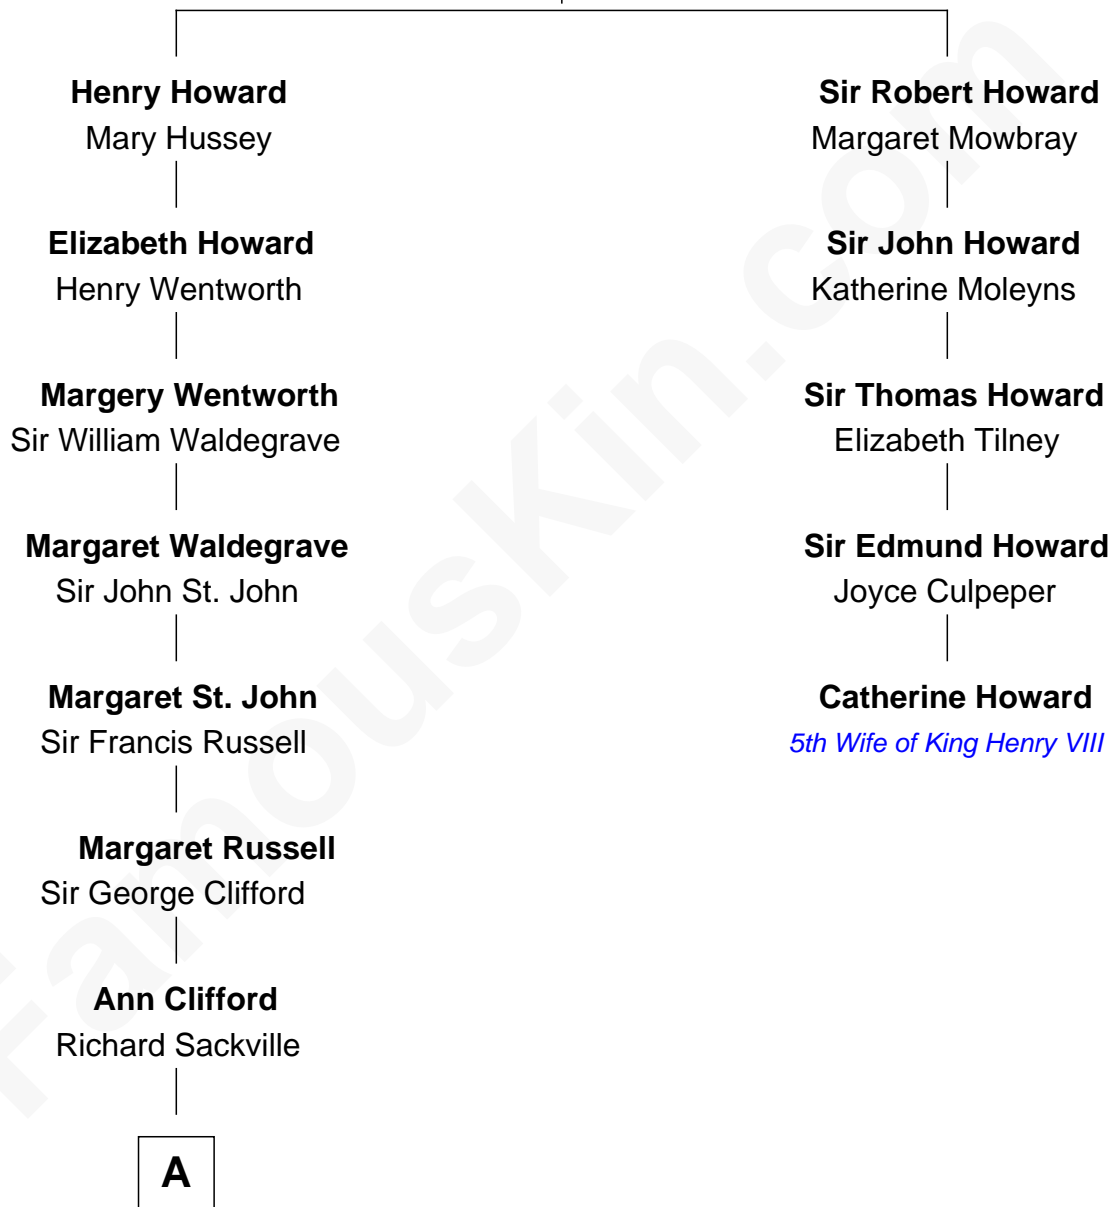 Henry Howard
Mary Hussey
Elizabeth Howard
Henry Wentworth
Margery Wentworth
Sir William Waldegrave
Margaret Waldegrave
Sir John St. John
Margaret St. John
Sir Francis Russell
Margaret Russell
Sir George Clifford
Ann Clifford
Richard Sackville
A
Sir Robert Howard
Margaret Mowbray
Sir John Howard
Katherine Moleyns
Sir Thomas Howard
Elizabeth Tilney
Sir Edmund Howard
Joyce Culpeper
Catherine Howard
5th Wife of King Henry VIII
FamousKin.com